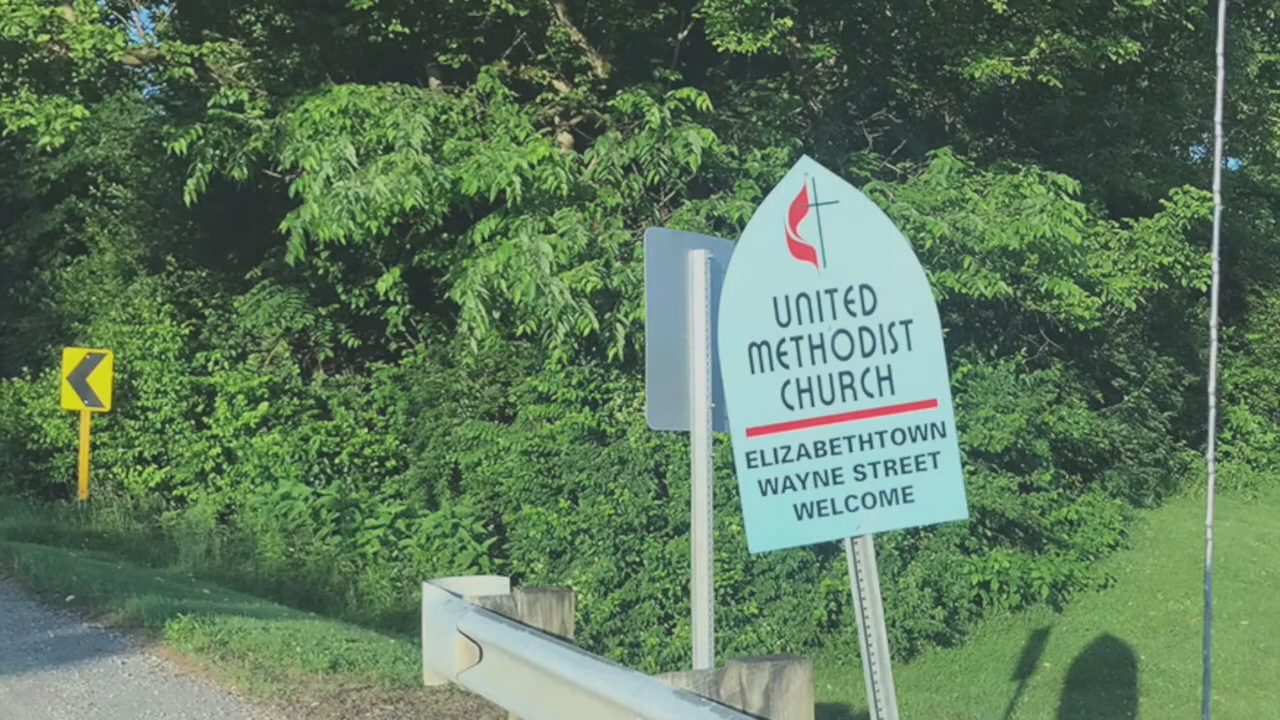 UNITED
METHODIST
CHURCH
ELIZABETHTOWN
WAYNE STREET
WELCOME